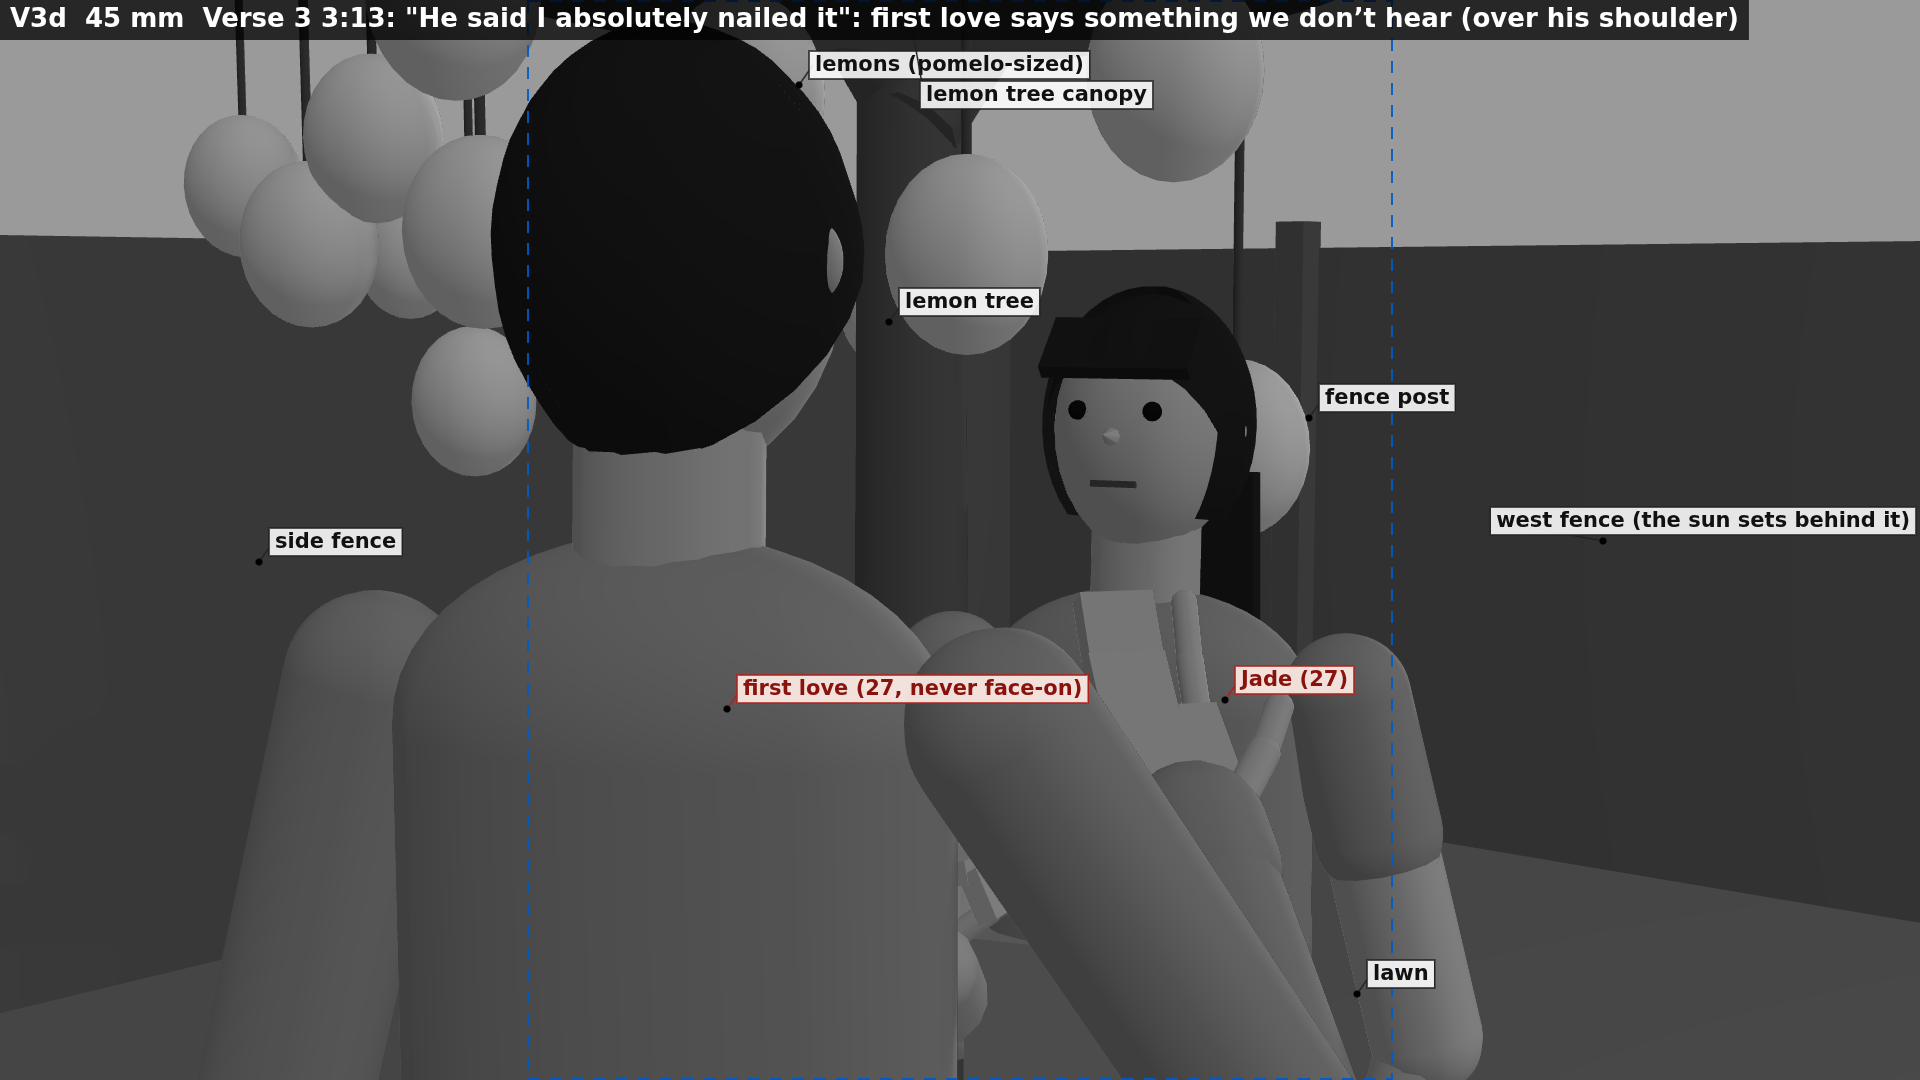 V3d 45 mm Verse 3 3:13: "He said I absolutely nailed it": first love says something we don’t hear (over his shoulder)
lemons (pomelo-sized)
lemon tree canopy
lemon tree
fence post
west fence (the sun sets behind it)
side fence
Jade (27)
first love (27, never face-on)
lawn